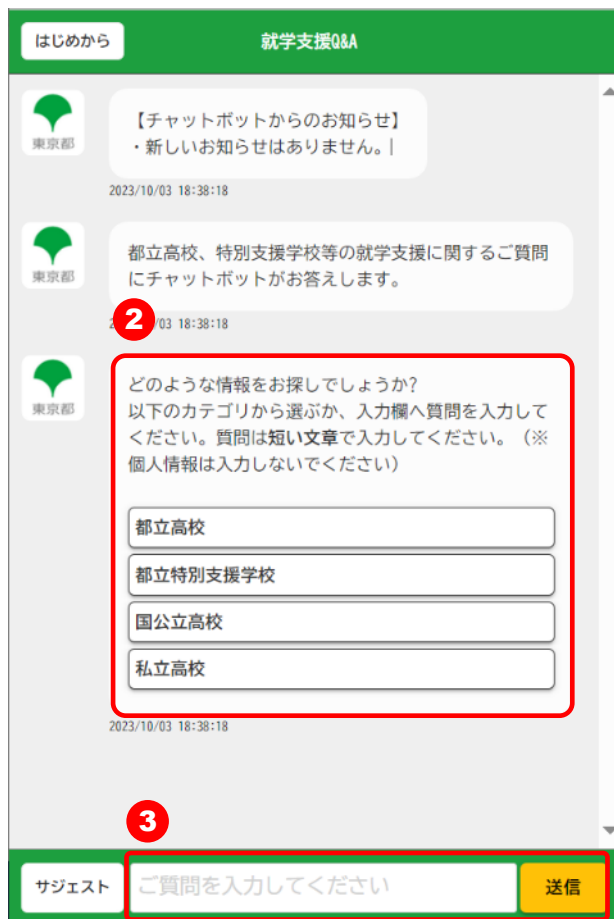 はじめから
就学支援Q&A
【チャットボットからのお知らせ】
・新しいお知らせはありません。|
東京都
2023/10/03 18:38:18
都立高校、特別支援学校等の就学支援に関するご質問
にチャットボットがお答えします。
東京都
2 /03 18:38:18
2
どのような情報をお探しでしょうか?
以下のカテゴリから選ぶか、入力欄へ質問を入力して
ください。質問は短い文章で入力してください。（※
個人情報は入力しないでください）
東京都
都立高校
都立特別支援学校
国公立高校
私立高校
2023/10/03 18:38:18
3
サジェスト
ご質問を入力してください
送信